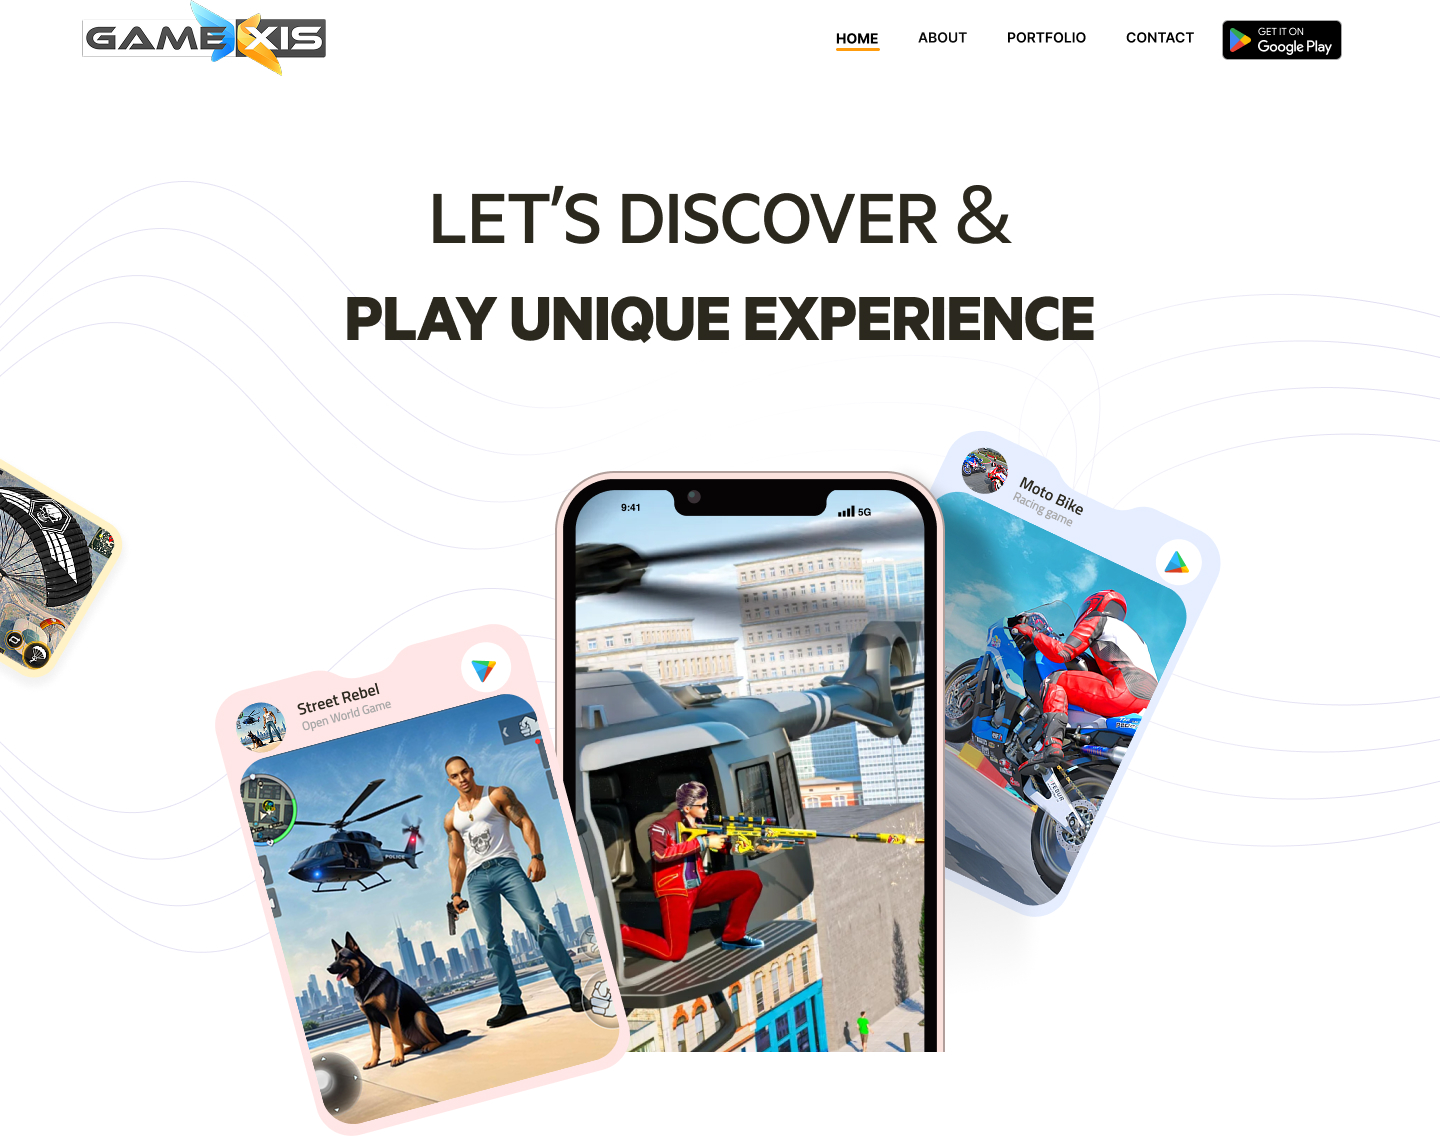 GAMEXIS
HOME
ABOUT
PORTFOLIO
CONTACT
GET IT ON
Google Play
LET'S DISCOVER &
PLAY UNIQUE EXPERIENCE
Moto Bike
Racing game
9:41
5G
Street Rebel
Open World Game
POLICE